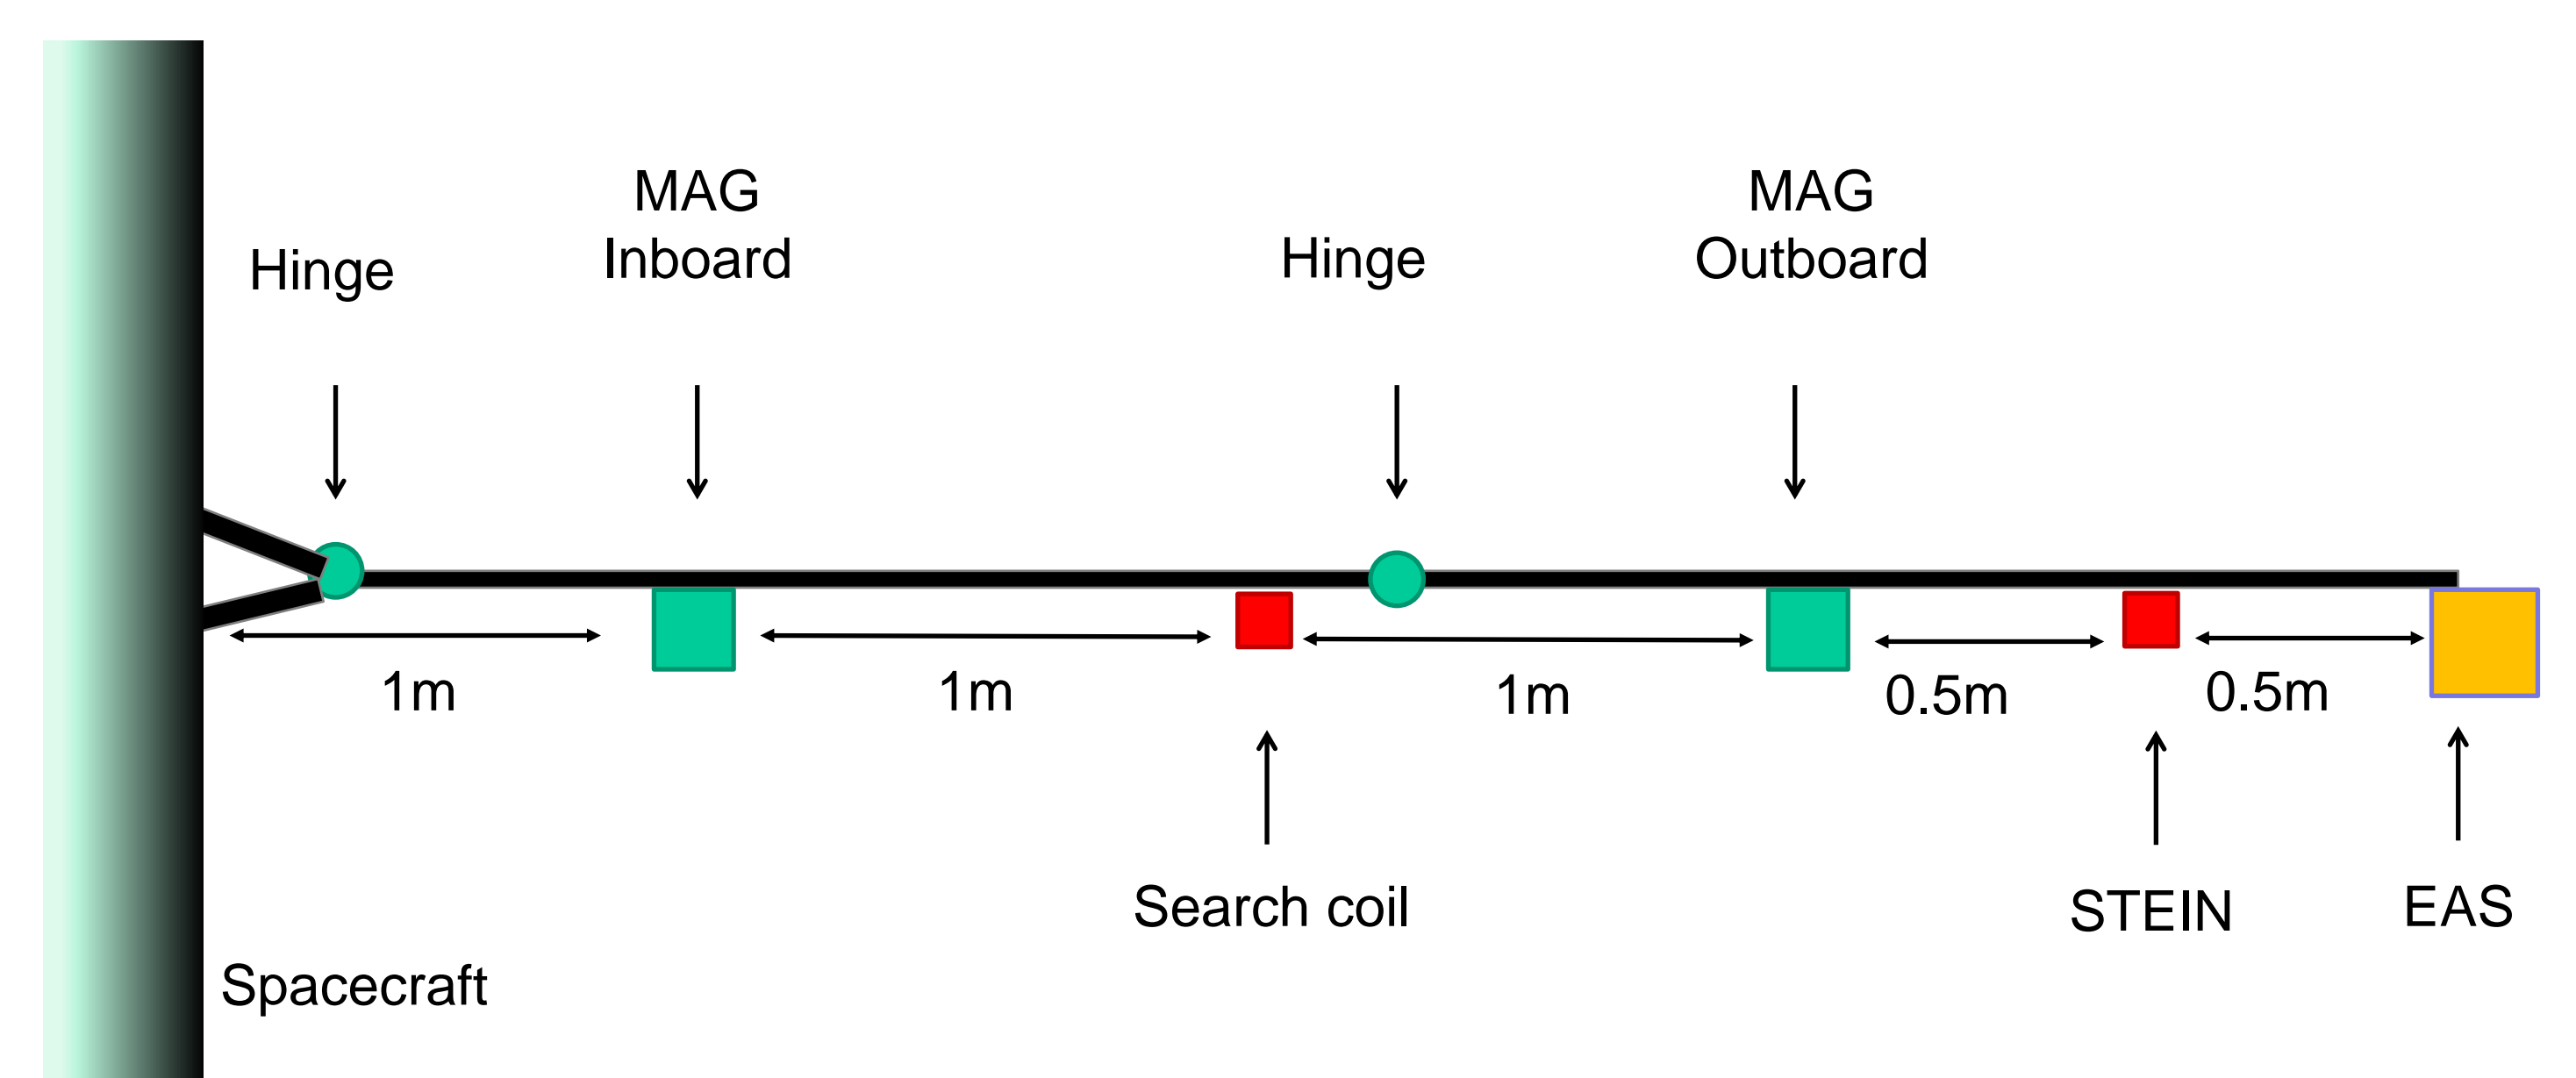 MAG
Inboard
MAG
Outboard
Hinge
Hinge
1m
1m
1m
0.5m
0.5m
Search coil
STEIN
EAS
Spacecraft